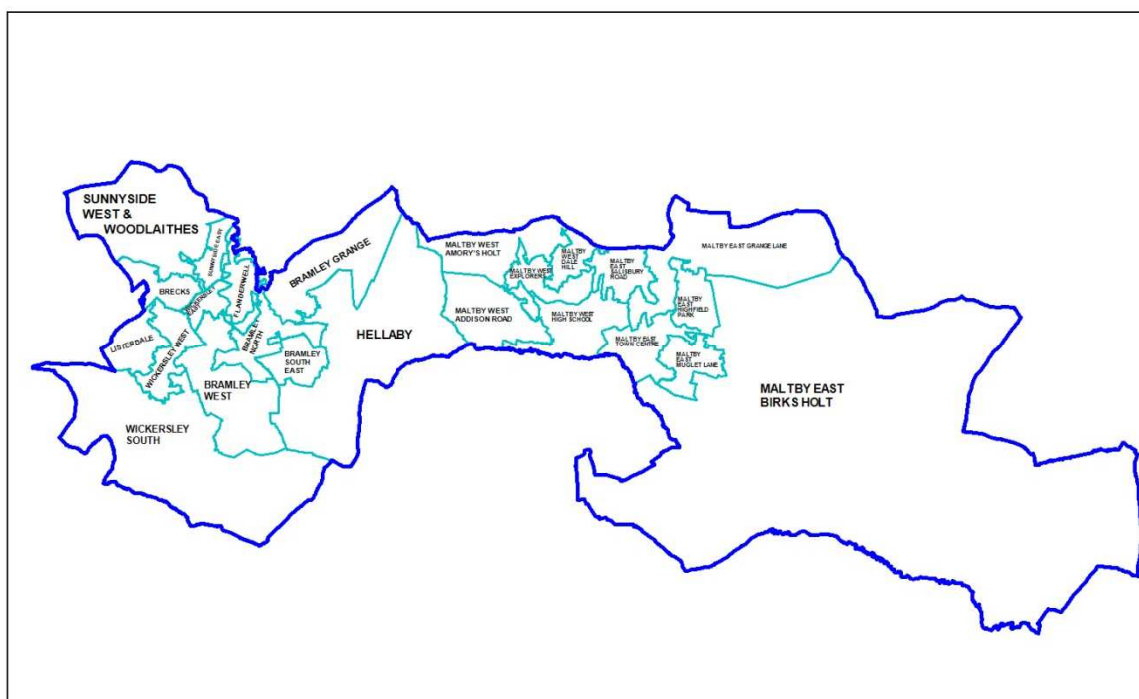 SUNNYSIDE
WEST &
WOODLAITHES
SUNNYSIDE EAST
BRECKS
WICKERSLEY
EAST
FLANDERWELL
LISTERDALE
WICKERSLEY WEST
BRAMLEY
NORTH
BRAMLEY GRANGE
BRAMLEY
SOUTH
EAST
BRAMLEY
WEST
WICKERSLEY
SOUTH
HELLABY
MALTBY WEST
AMORY'S HOLT
MALTBY WEST
EXPLORERS
MALTBY
WEST
DALE
HILL
MALTBY
EAST
SALISBURY
ROAD
MALTBY EAST GRANGE LANE
MALTBY WEST
ADDISON ROAD
MALTBY WEST
HIGH SCHOOL
MALTBY
EAST
HIGHFIELD
PARK
MALTBY EAST
TOWN CENTRE
MALTBY
EAST
MUGLET LANE
MALTBY EAST
BIRKS HOLT